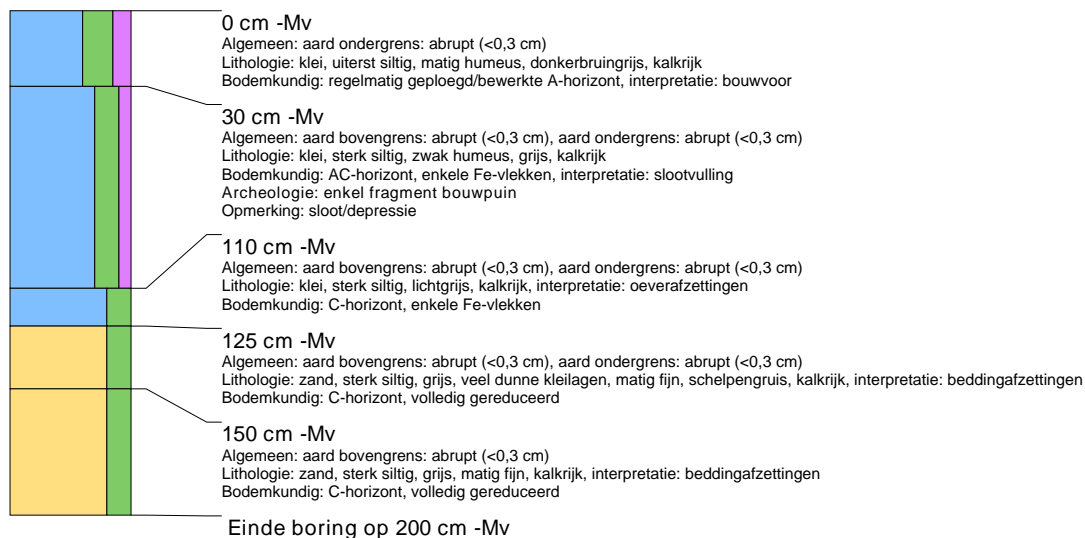 0 cm -Mv
Algemeen: aard ondergrens: abrupt (<0,3 cm)
Lithologie: klei, uiterst siltig, matig humeus, donkerbruingrijs, kalkrijk
Bodemkundig: regelmatig geploegd/bewerkte A-horizont, interpretatie: bouwvoor
30 cm -Mv
Algemeen: aard bovengrens: abrupt (<0,3 cm), aard ondergrens: abrupt (<0,3 cm)
Lithologie: klei, sterk siltig, zwak humeus, grijs, kalkrijk
Bodemkundig: AC-horizont, enkele Fe-vlekken, interpretatie: slootvulling
Archeologie: enkel fragment bouwpuin
Opmerking: sloot/depressie
110 cm -Mv
Algemeen: aard bovengrens: abrupt (<0,3 cm), aard ondergrens: abrupt (<0,3 cm)
Lithologie: klei, sterk siltig, lichtgrijs, kalkrijk, interpretatie: oeverafzettingen
Bodemkundig: C-horizont, enkele Fe-vlekken
125 cm -Mv
Algemeen: aard bovengrens: abrupt (<0,3 cm), aard ondergrens: abrupt (<0,3 cm)
Lithologie: zand, sterk siltig, grijs, veel dunne kleilagen, matig fijn, schelpengruis, kalkrijk, interpretatie: beddingafzettingen
Bodemkundig: C-horizont, volledig gereduceerd
150 cm -Mv
Algemeen: aard bovengrens: abrupt (<0,3 cm)
Lithologie: zand, sterk siltig, grijs, matig fijn, kalkrijk, interpretatie: beddingafzettingen
Bodemkundig: C-horizont, volledig gereduceerd
Einde boring op 200 cm -Mv